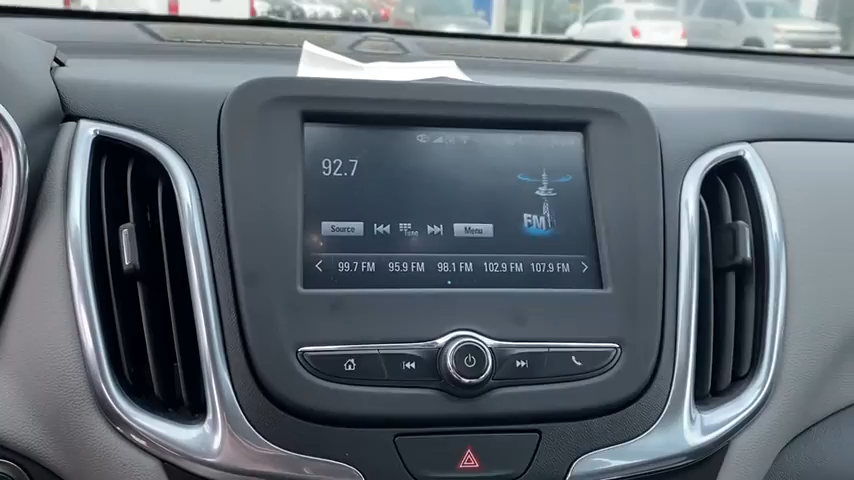 92.7
FM
Source
Tune
Menu
99.7 FM 95.9 FM 98.1 FM 102.9 FM 107.9 FM